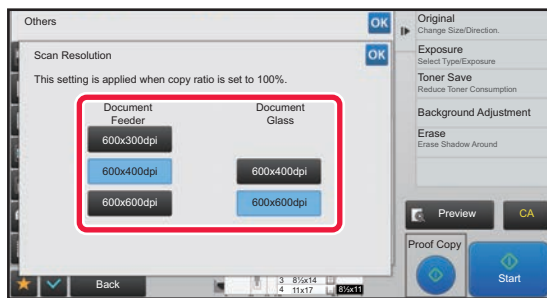 Others
OK
Scan Resolution
OK
This setting is applied when copy ratio is set to 100%.
Document
Feeder
600x300dpi
600x400dpi
600x600dpi
Document
Glass
600x400dpi
600x600dpi
Back
3 8½x14
4 11x17
8½x11
Original
Change Size/Direction.
Exposure
Select Type/Exposure
Toner Save
Reduce Toner Consumption
Background Adjustment
Erase
Erase Shadow Around
Preview
CA
Proof Copy
Start